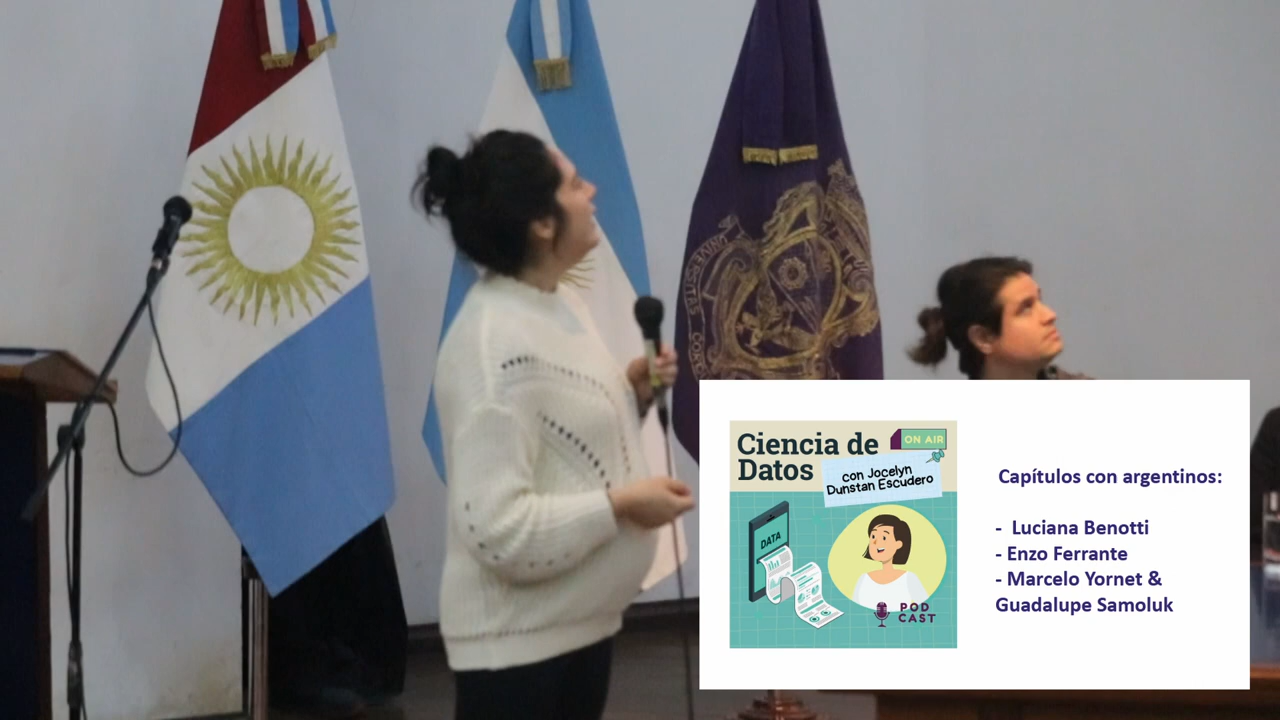 UNIVERSITAS
Ciencia de
Datos
ON AIR
con Jocelyn
Dunstan Escudero
DATA
POD
CAST
Capítulos con argentinos:
- Luciana Benotti
- Enzo Ferrante
- Marcelo Yornet &
Guadalupe Samoluk